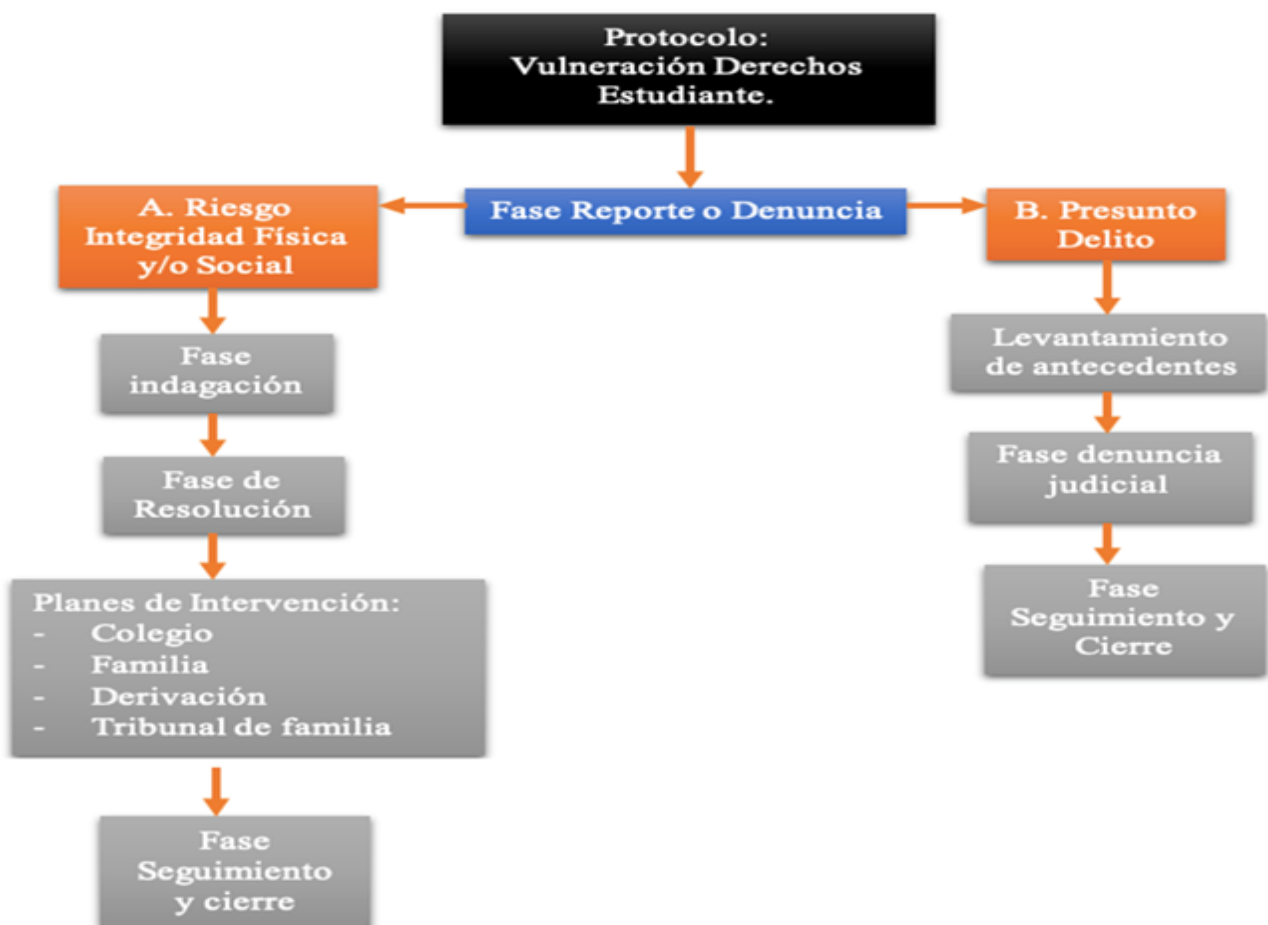 Protocolo:
Vulneración Derechos
Estudiante.
Fase Reporte o Denuncia
A. Riesgo
Integridad Física
y/o Social
Fase
indagación
Fase de
Resolución
Planes de Intervención:
- Colegio
- Familia
- Derivación
- Tribunal de familia
Fase
Seguimiento
y cierre
B. Presunto
Delito
Levantamiento
de antecedentes
Fase denuncia
judicial
Fase
Seguimiento y
Cierre